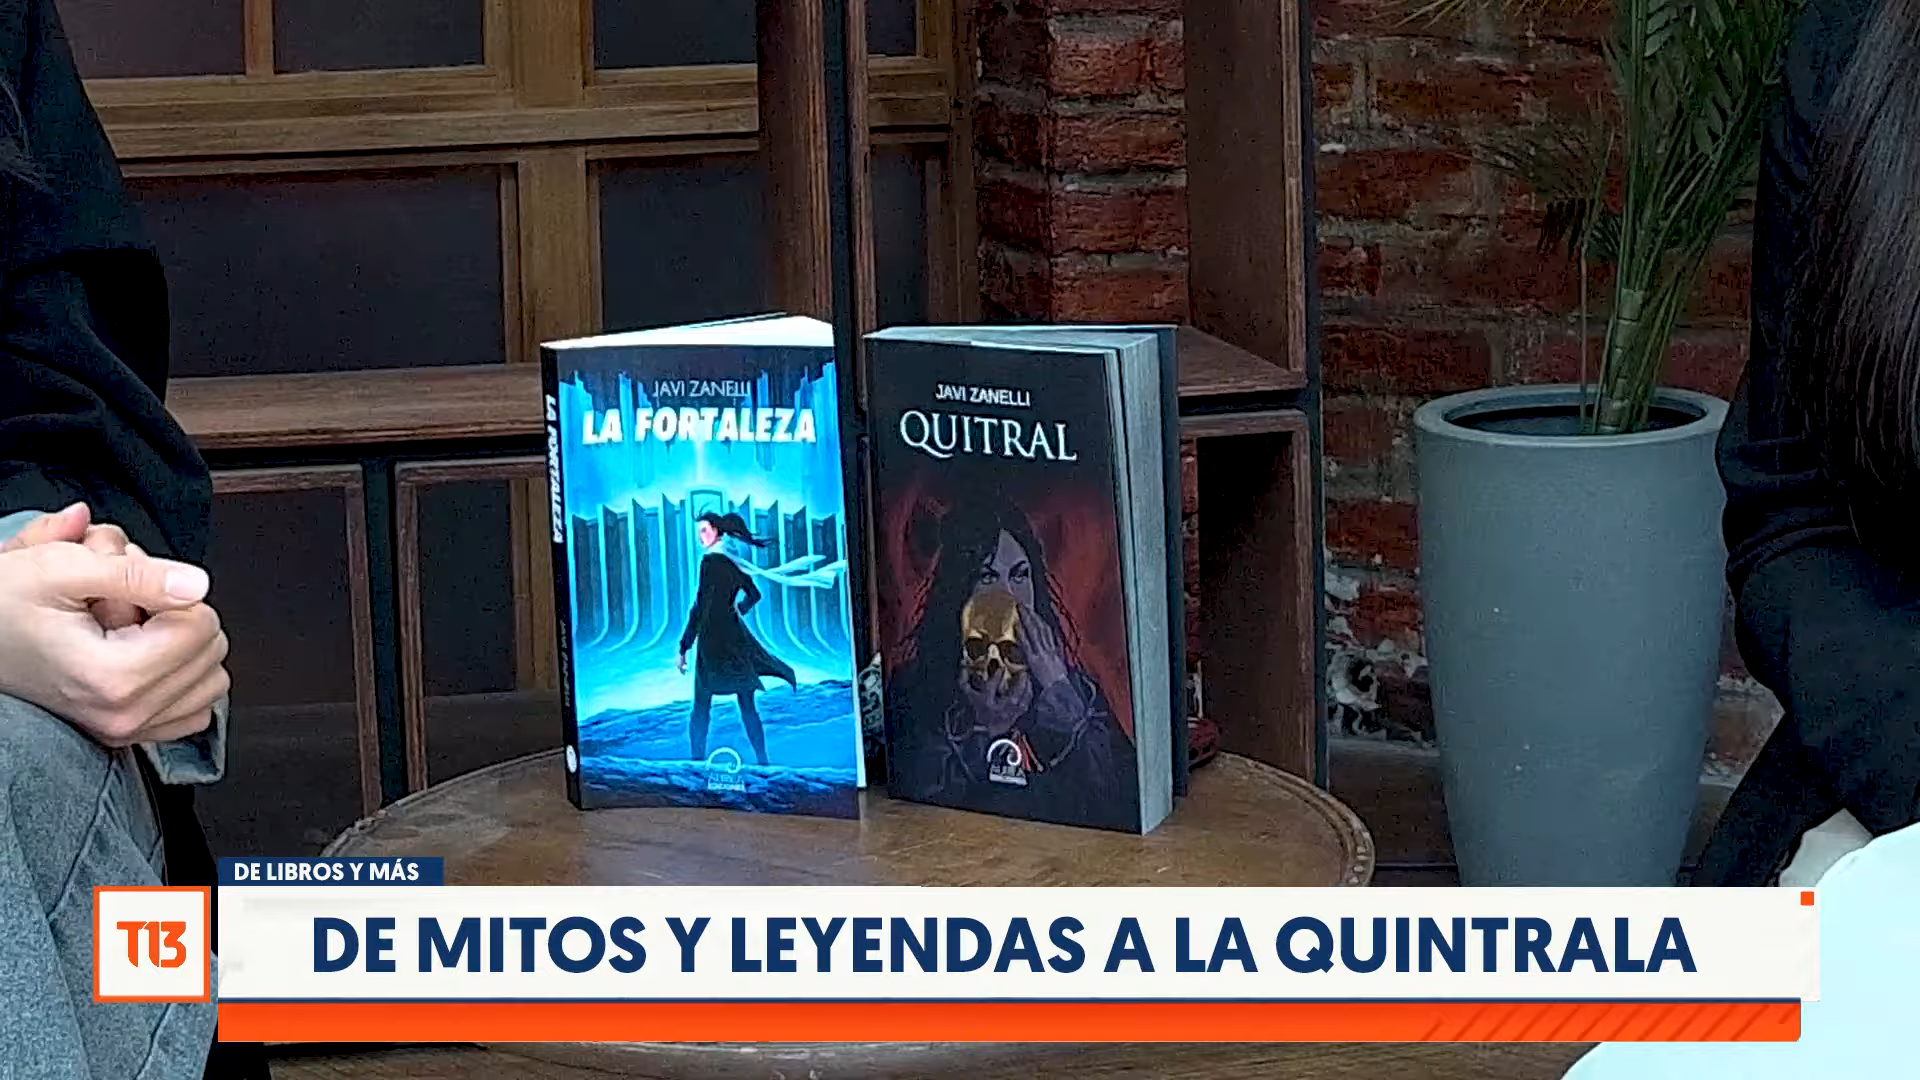 JAVI ZANELLI
LA FORTALEZA
LA FORTALEZA
JAVI ZANELLI
QUITRAL
DE LIBROS Y MÁS
T13
DE MITOS Y LEYENDAS A LA QUINTRALA